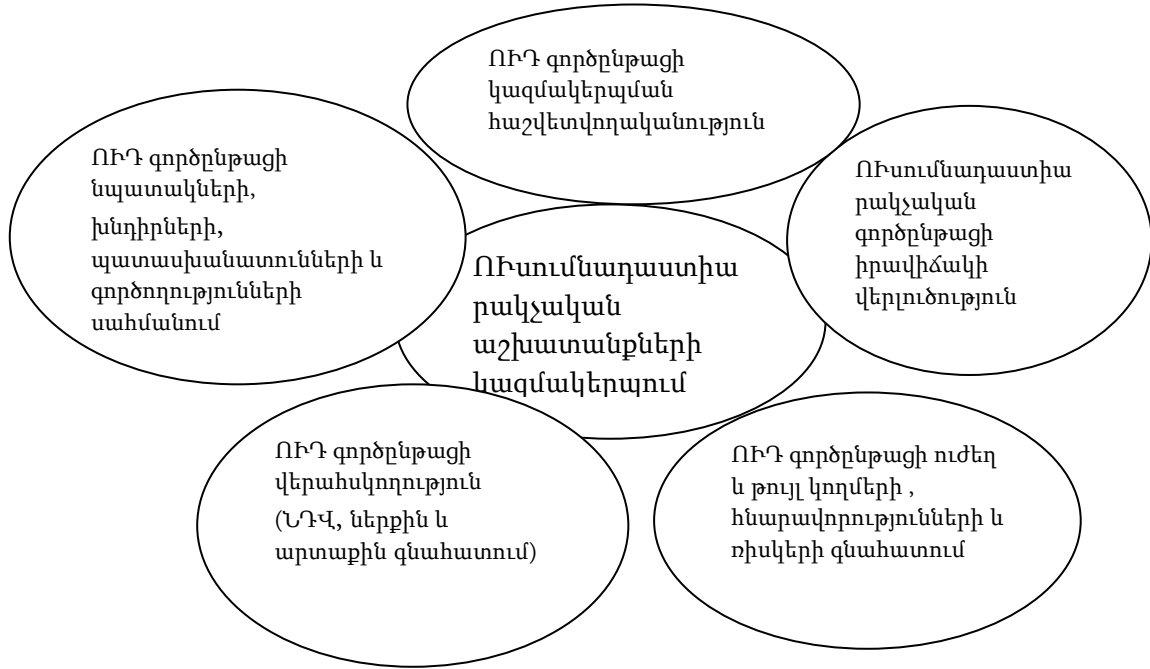 ՈՒԴ գործընթացի
կազմակերպման
հաշվետվողականություն
ՈՒԴ գործընթացի
նպատակների,
խնդիրների,
պատասխանատունների և
գործողությունների
սահմանում
ՈՒսումնադաստիա
րակչական
գործընթացի
իրավիճակի
վերլուծություն
ՈՒսումնադաստիա
րակչական
աշխատանքների
կազմակերպում
ՈՒԴ գործընթացի
վերահսկողություն
(ՆԴՎ, ներքին և
արտաքին գնահատում)
ՈՒԴ գործընթացի ուժեղ
և թույլ կողմերի ,
հնարավորությունների և
ռիսկերի գնահատում